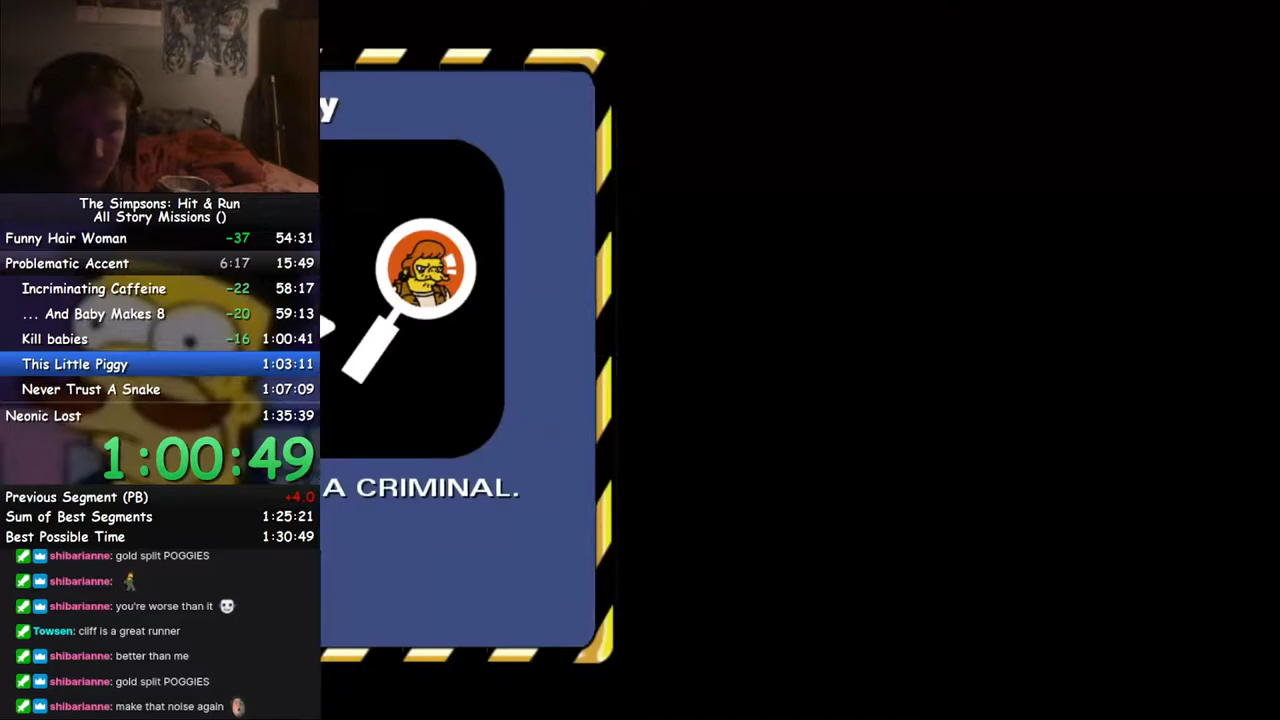 The Simpsons: Hit & Run
All Story Missions ()
Funny Hair Woman -37 54:31
Problematic Accent 6:17 15:49
Incriminating Caffeine -22 58:17
... And Baby Makes 8 -20 59:13
Kill babies -16 1:00:41
This Little Piggy 1:03:11
Never Trust A Snake 1:07:09
Neonic Lost 1:35:39
1:00:49
Previous Segment (PB) +4.0
Sum of Best Segments 1:25:21
Best Possible Time 1:30:49
shibarianne: gold split POGGIES
shibarianne:
shibarianne: you're worse than it
Towsen: cliff is a great runner
shibarianne: better than me
shibarianne: gold split POGGIES
shibarianne: make that noise again
y
A CRIMINAL.